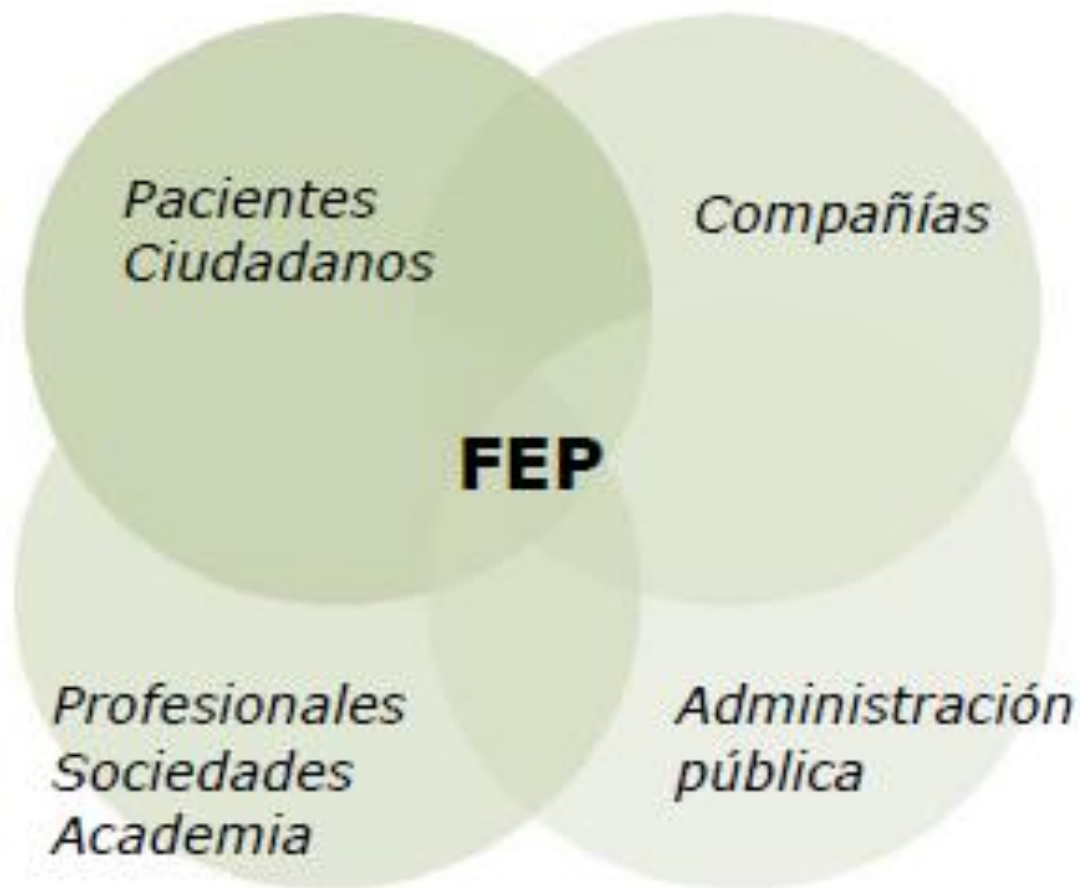 Pacientes
Ciudadanos
Compañías
FEP
Profesionales
Sociedades
Academia
Administración
pública